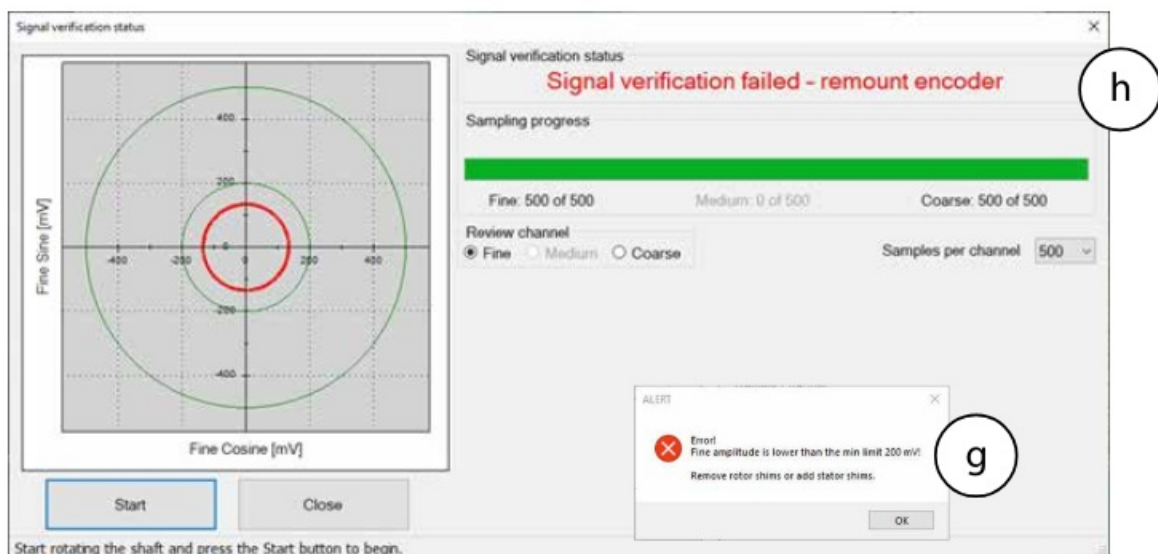 Signal verification status
Signal verification status
Signal verification failed - remount encoder
h
Sampling progress
Fine: 500 of 500 Medium: 0 of 500 Coarse: 500 of 500
Review channel
Fine Medium Coarse
Samples per channel 500
Fine Sine [mV]
400
200
-400 -200 0 0 200 400
-200
-400
Fine Cosine [mV]
ALERT
Error!
Fine amplitude is lower than the min limit 200 mV!
Remove rotor shims or add stator shims.
OK
g
Start Close
Start rotating the shaft and press the Start button to begin.